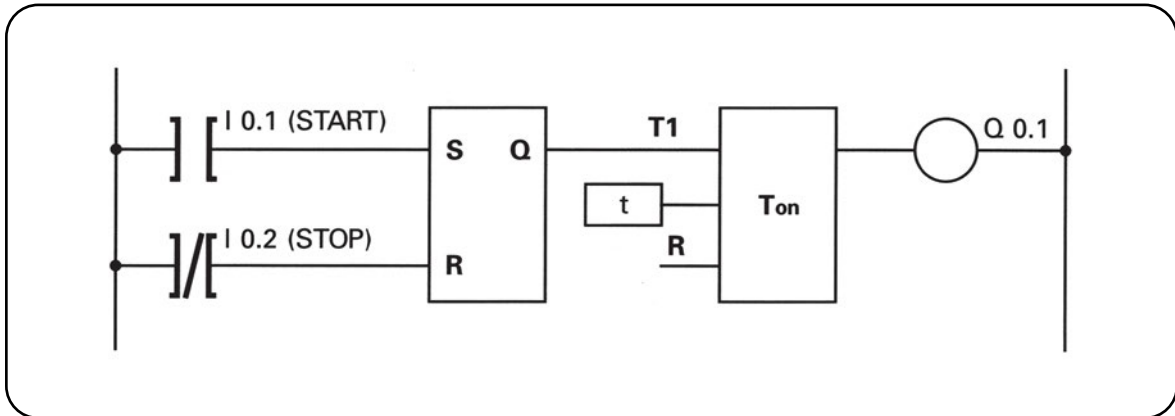 I 0.1 (START)
S Q
T1
Q 0.1
t
Ton
I 0.2 (STOP)
R
R